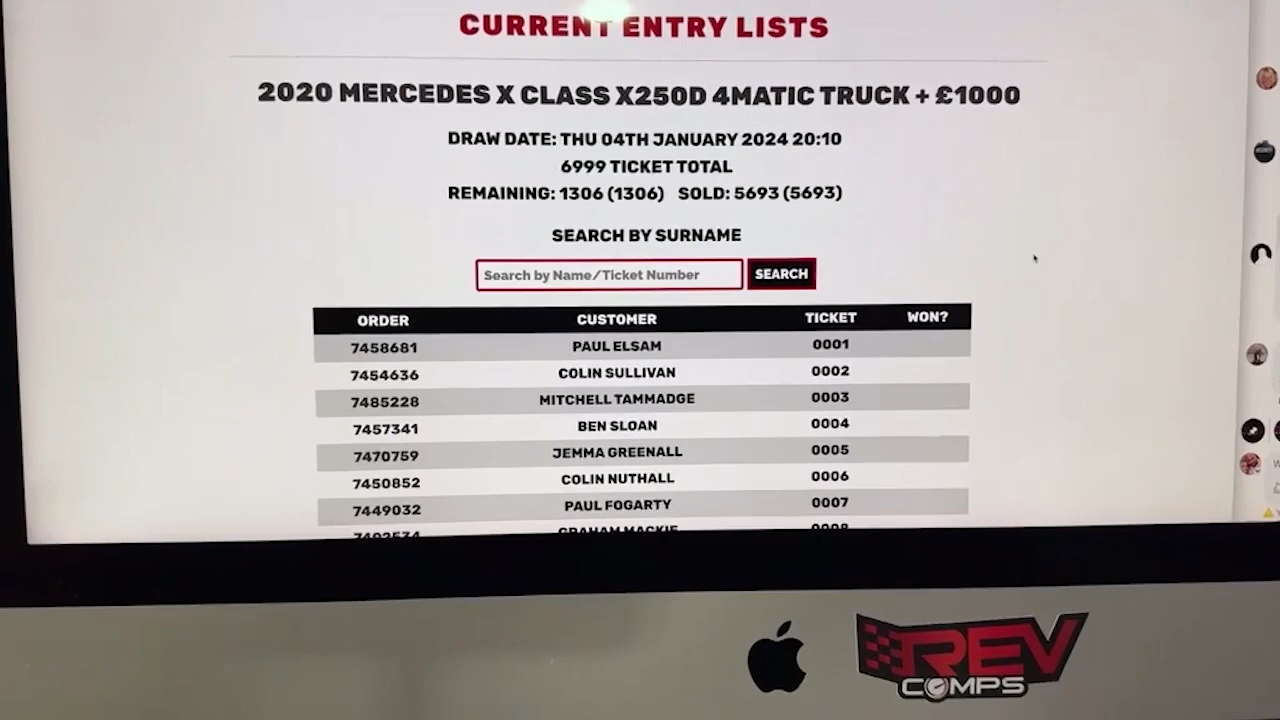 CURRENT ENTRY LISTS
2020 MERCEDES X CLASS X250D 4MATIC TRUCK + £1000
DRAW DATE: THU 04TH JANUARY 2024 20:10
6999 TICKET TOTAL
REMAINING: 1306 (1306) SOLD: 5693 (5693)
SEARCH BY SURNAME
Search by Name/Ticket Number SEARCH
ORDER CUSTOMER TICKET WON?
7458681 PAUL ELSAM 0001
7454636 COLIN SULLIVAN 0002
7485228 MITCHELL TAMMADGE 0003
7457341 BEN SLOAN 0004
7470759 JEMMA GREENALL 0005
7450852 COLIN NUTHALL 0006
7449032 PAUL FOGARTY 0007
GRAHAM MACKIE 0008
REV
COMPS